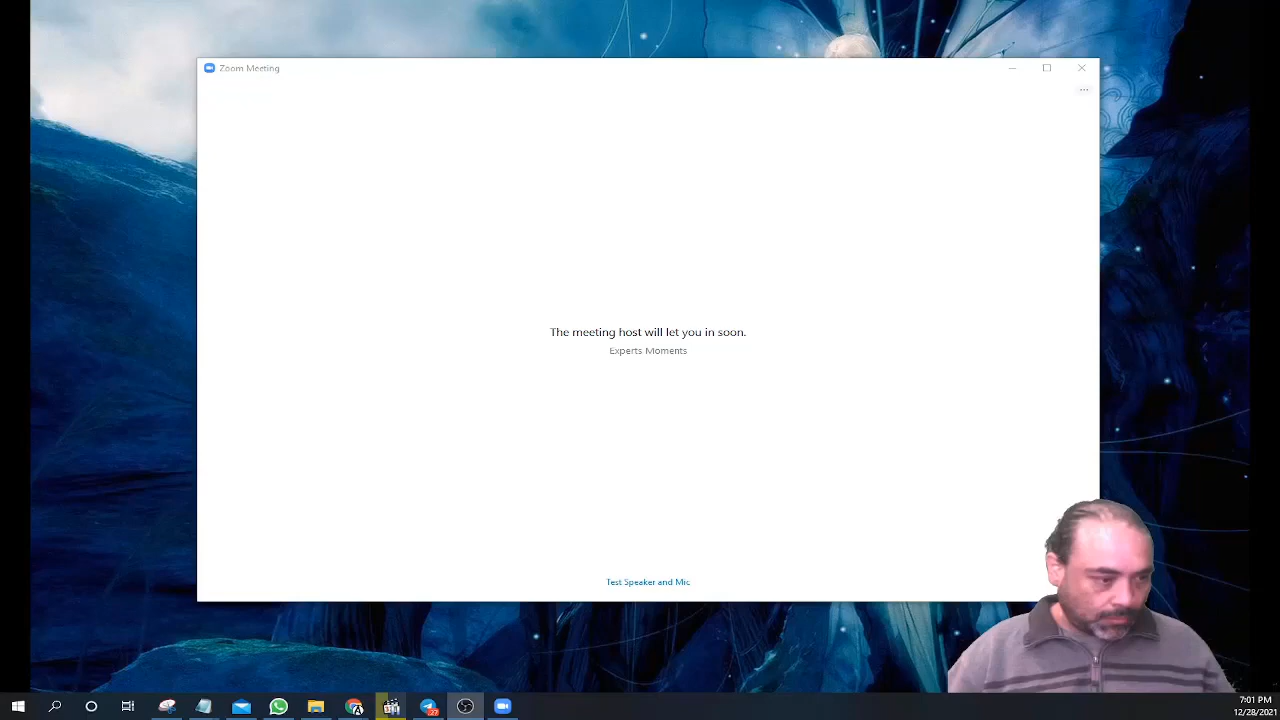 Zoom Meeting
...
The meeting host will let you in soon.
Experts Moments
Test Speaker and Mic
7:01 PM
12/28/2021